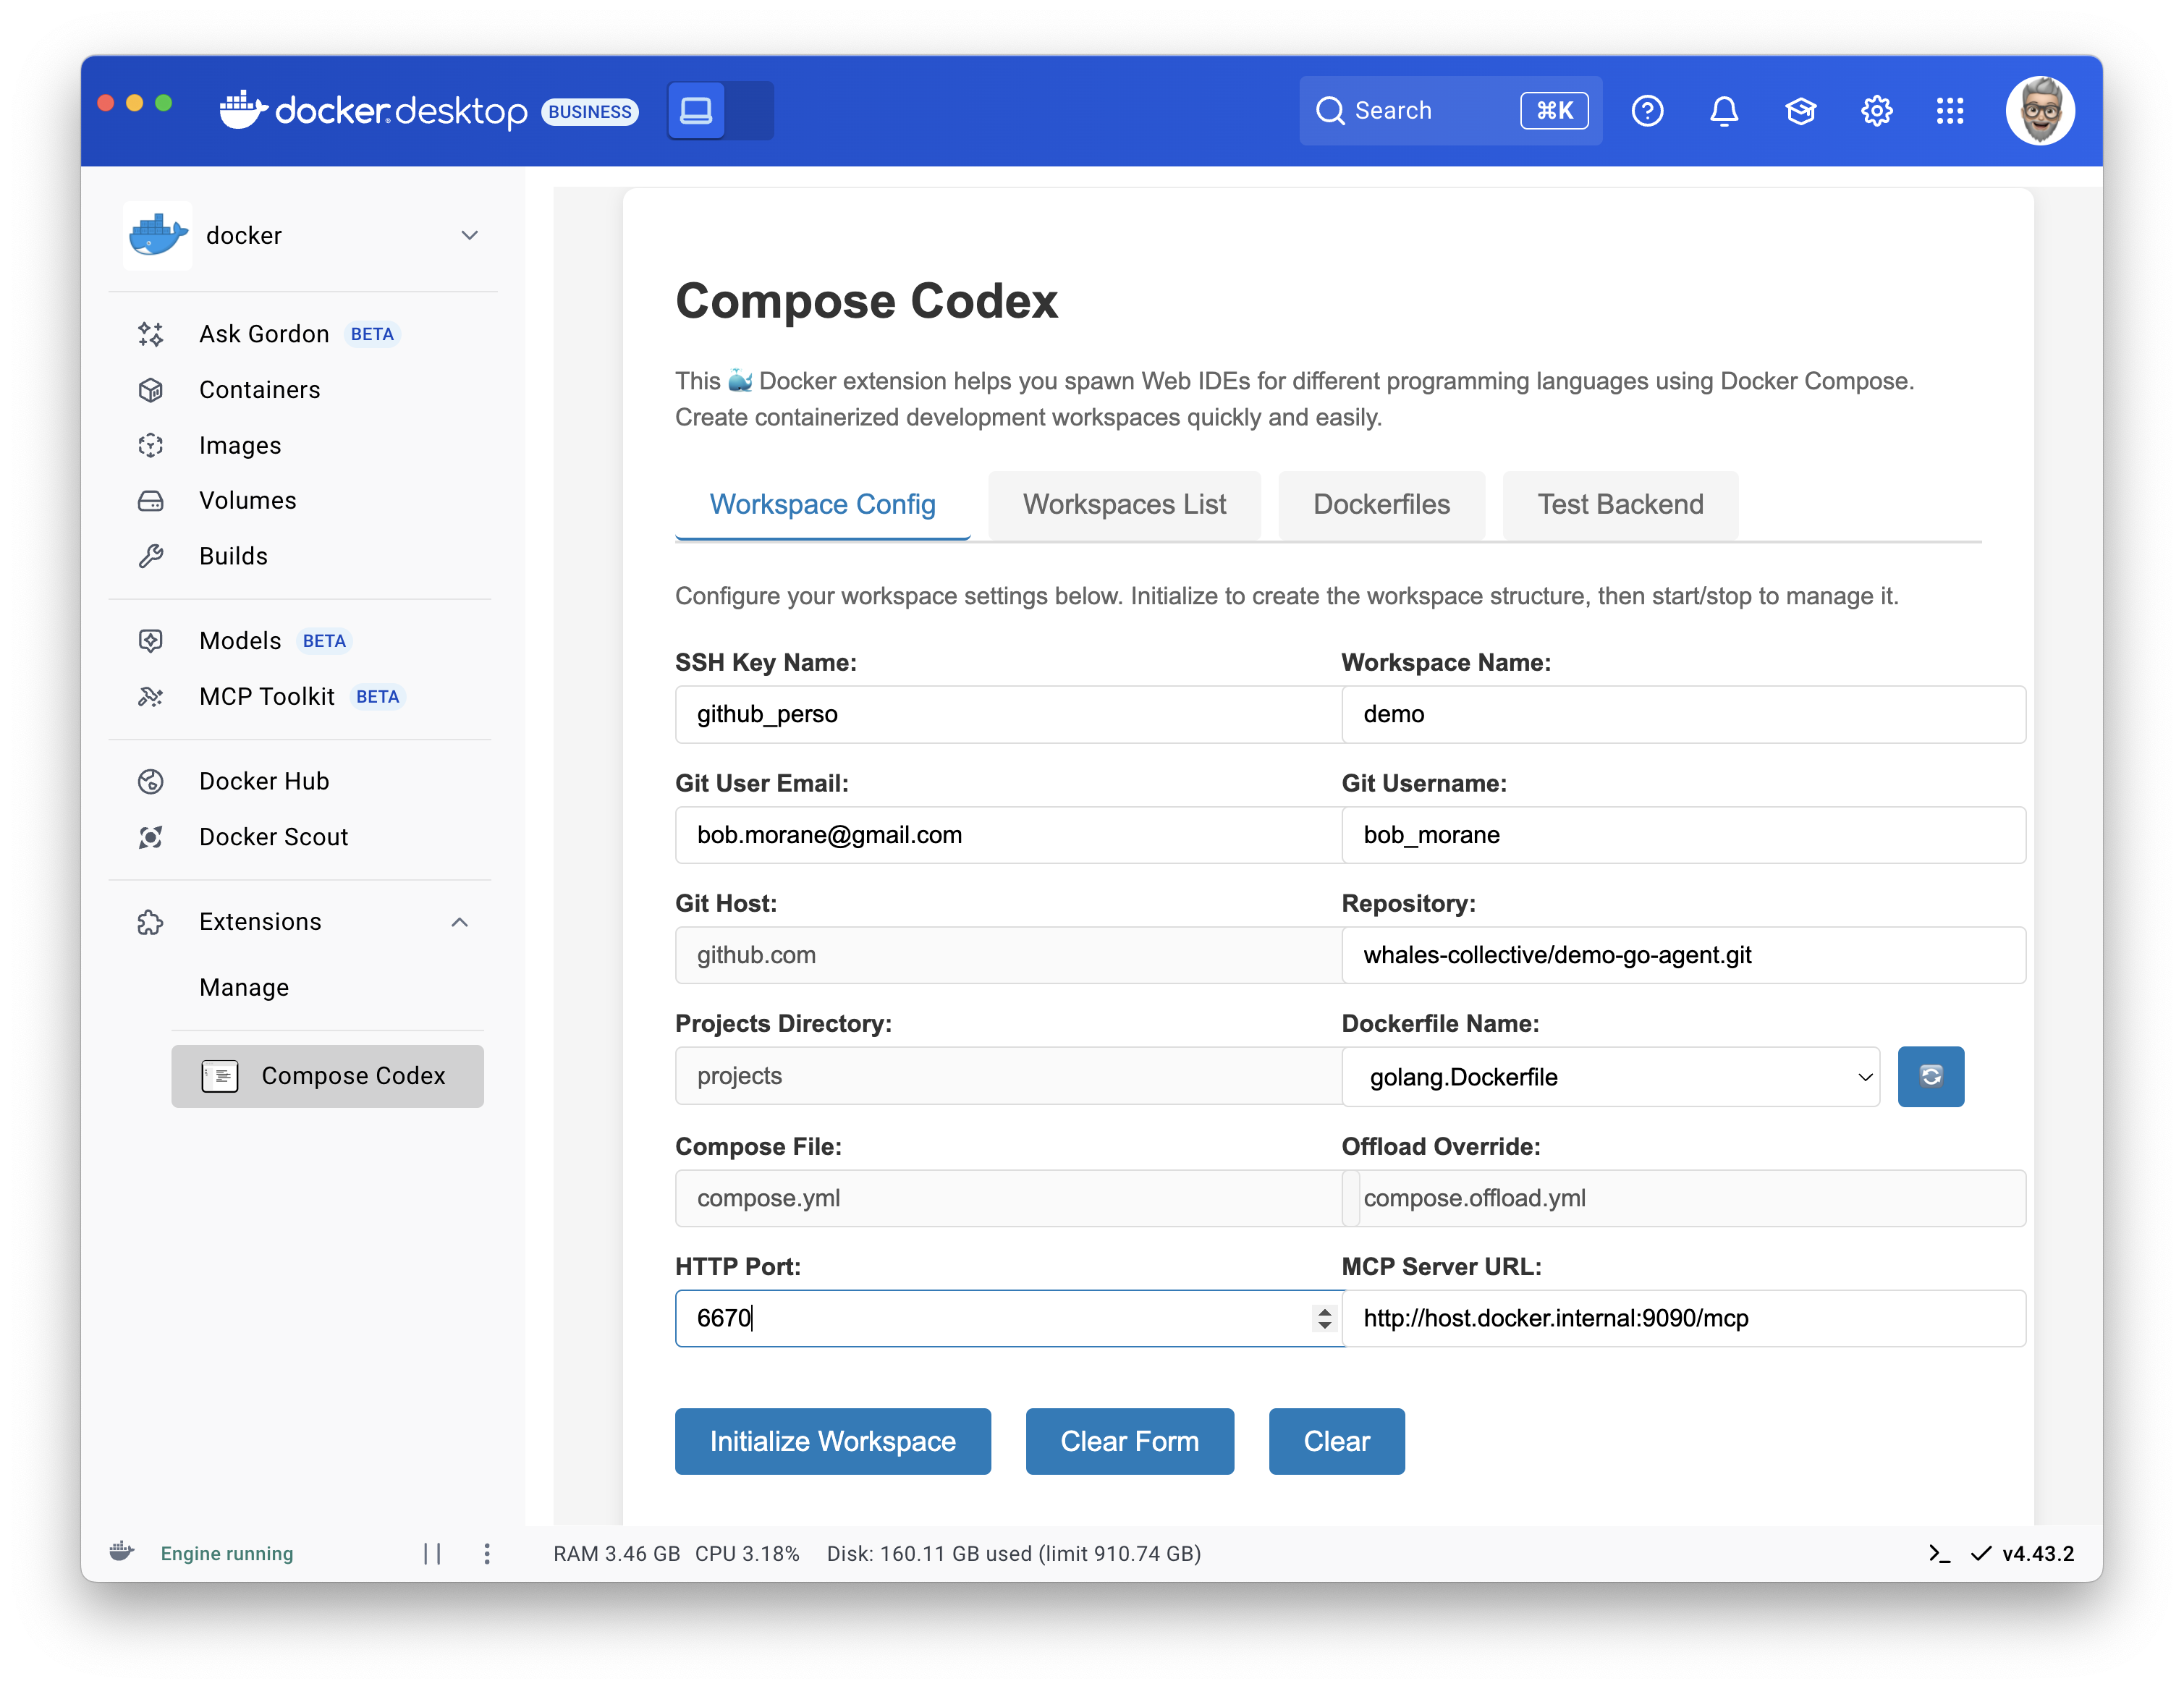 docker.desktop BUSINESS
Search ⌘K
docker
Ask Gordon BETA
Containers
Images
Volumes
Builds
Models BETA
MCP Toolkit BETA
Docker Hub
Docker Scout
Extensions
Manage
Compose Codex
Compose Codex
This 🐳 Docker extension helps you spawn Web IDEs for different programming languages using Docker Compose.
Create containerized development workspaces quickly and easily.
Workspace Config
Workspaces List
Dockerfiles
Test Backend
Configure your workspace settings below. Initialize to create the workspace structure, then start/stop to manage it.
SSH Key Name:
github_perso
Workspace Name:
demo
Git User Email:
bob.morane@gmail.com
Git Username:
bob_morane
Git Host:
github.com
Repository:
whales-collective/demo-go-agent.git
Projects Directory:
projects
Dockerfile Name:
golang.Dockerfile
Compose File:
compose.yml
Offload Override:
compose.offload.yml
HTTP Port:
6670
MCP Server URL:
http://host.docker.internal:9090/mcp
Initialize Workspace
Clear Form
Clear
Engine running
RAM 3.46 GB CPU 3.18% Disk: 160.11 GB used (limit 910.74 GB)
v4.43.2